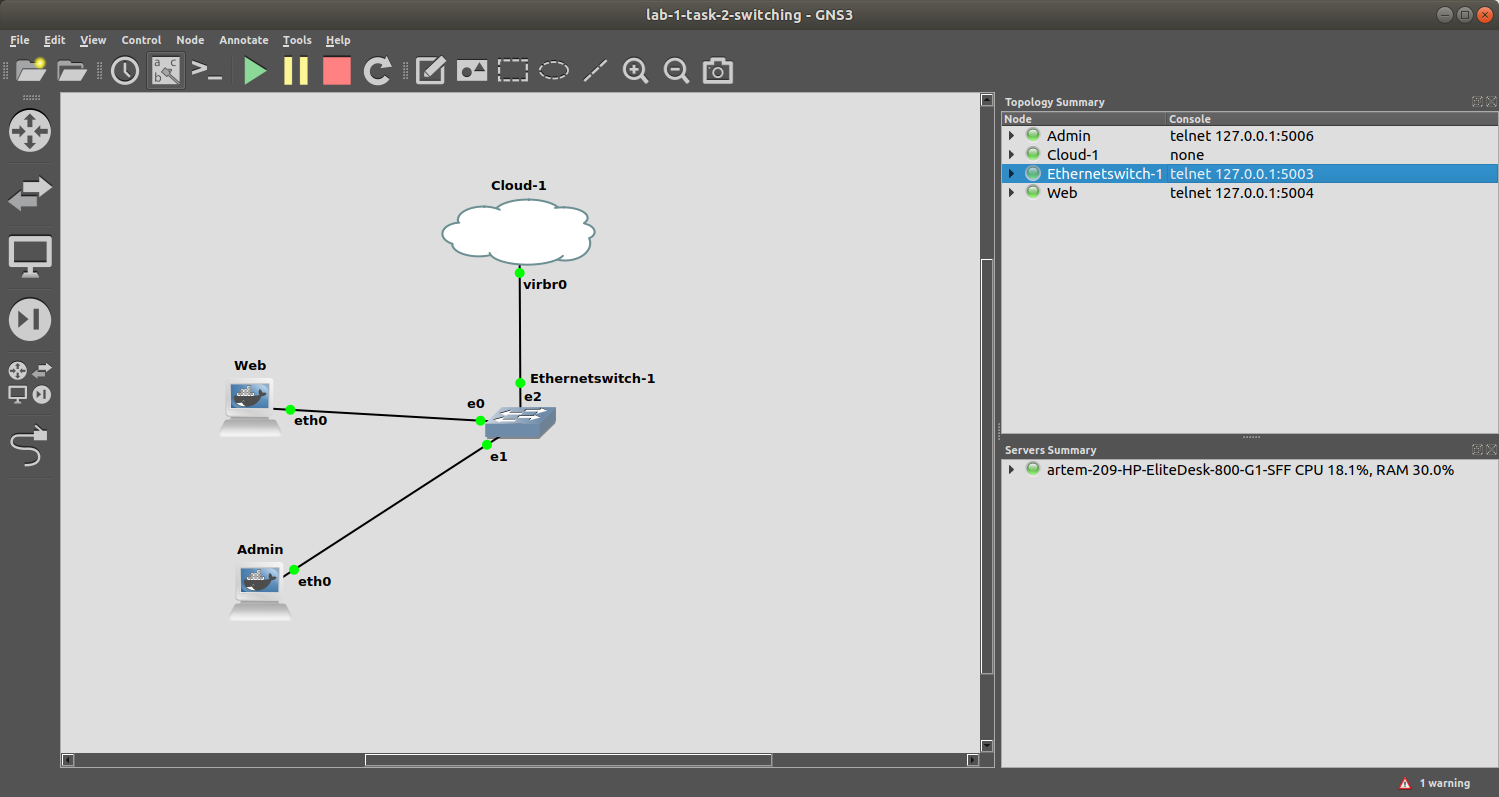 lab-1-task-2-switching - GNS3
File Edit View Control Node Annotate Tools Help
Topology Summary
Node Console
Admin telnet 127.0.0.1:5006
Cloud-1 none
Ethernetswitch-1 telnet 127.0.0.1:5003
Web telnet 127.0.0.1:5004
Cloud-1
virbr0
Web
Ethernetswitch-1
e2
e0
eth0
e1
Admin
eth0
Servers Summary
artem-209-HP-EliteDesk-800-G1-SFF CPU 18.1%, RAM 30.0%
1 warning